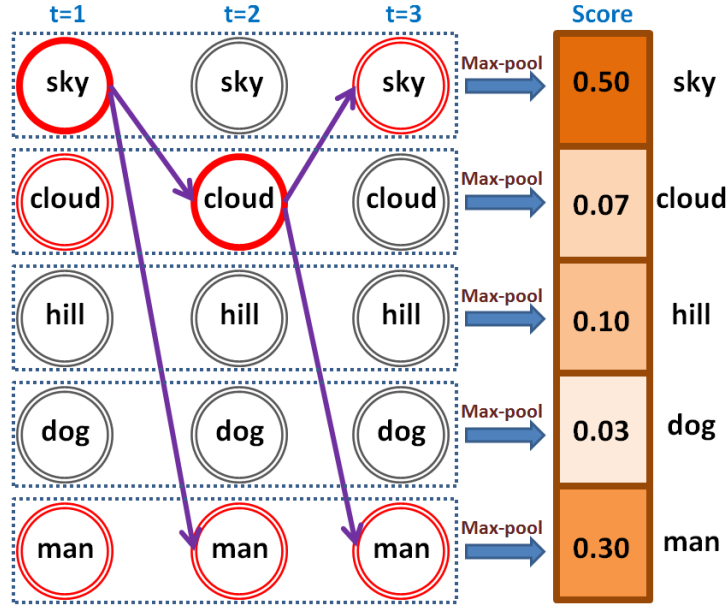 t=1 t=2 t=3 Score
sky sky sky Max-pool 0.50 sky
cloud cloud cloud Max-pool 0.07 cloud
hill hill hill Max-pool 0.10 hill
dog dog dog Max-pool 0.03 dog
man man man Max-pool 0.30 man